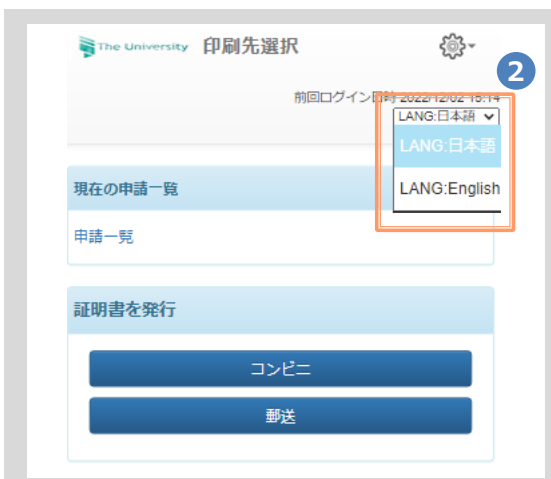 The University 印刷先選択
2
前回ログイン日時 2022/12/02 15:14
LANG:日本語
LANG:日本語
LANG:English
現在の申請一覧
申請一覧
証明書を発行
コンビニ
郵送